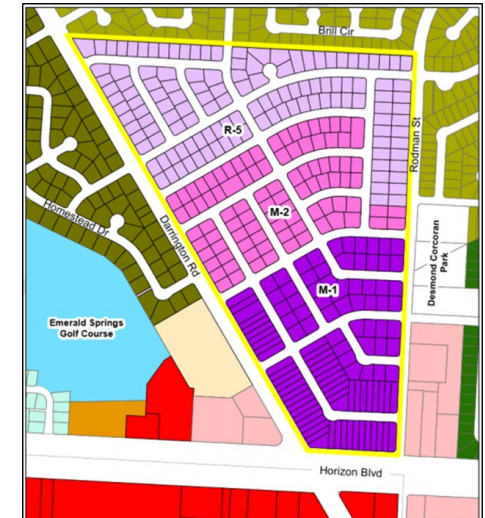 Brill Cir
R-5
Rodman St
M-2
Homestead Dr
Darrington Rd
Desmond Corcoran
Park
M-1
Emerald Springs
Golf Course
Horizon Blvd